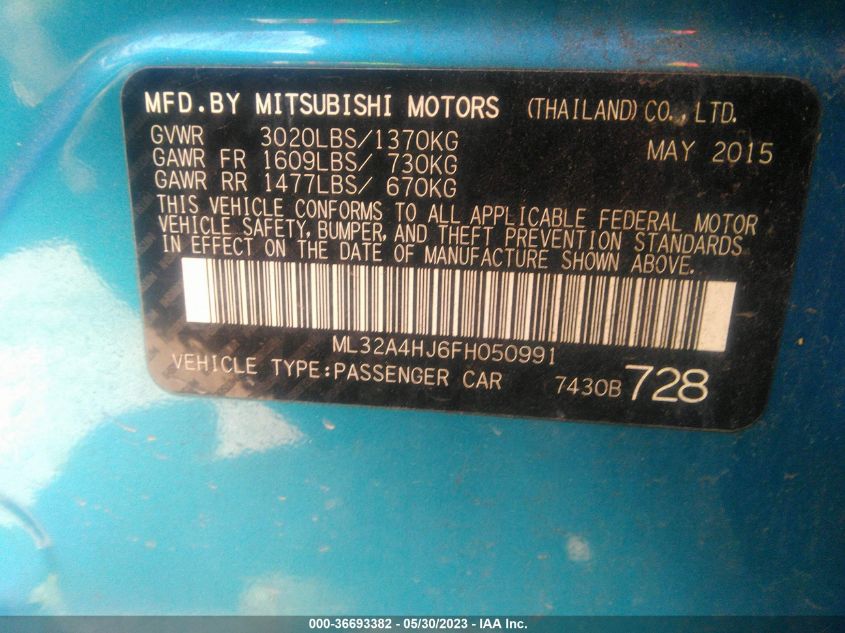 MFD.BY MITSUBISHI MOTORS (THAILAND) CO., LTD.
GVWR 3020LBS/1370KG MAY 2015
GAWR FR 1609LBS/ 730KG
GAWR RR 1477LBS/ 670KG
THIS VEHICLE CONFORMS TO ALL APPLICABLE FEDERAL MOTOR
VEHICLE SAFETY, BUMPER, AND THEFT PREVENTION STANDARDS
IN EFFECT ON THE DATE OF MANUFACTURE SHOWN ABOVE.
ML32A4HJ6FH050991
VEHICLE TYPE:PASSENGER CAR 7430B 728
000-36693382 - 05/30/2023 - IAA Inc.